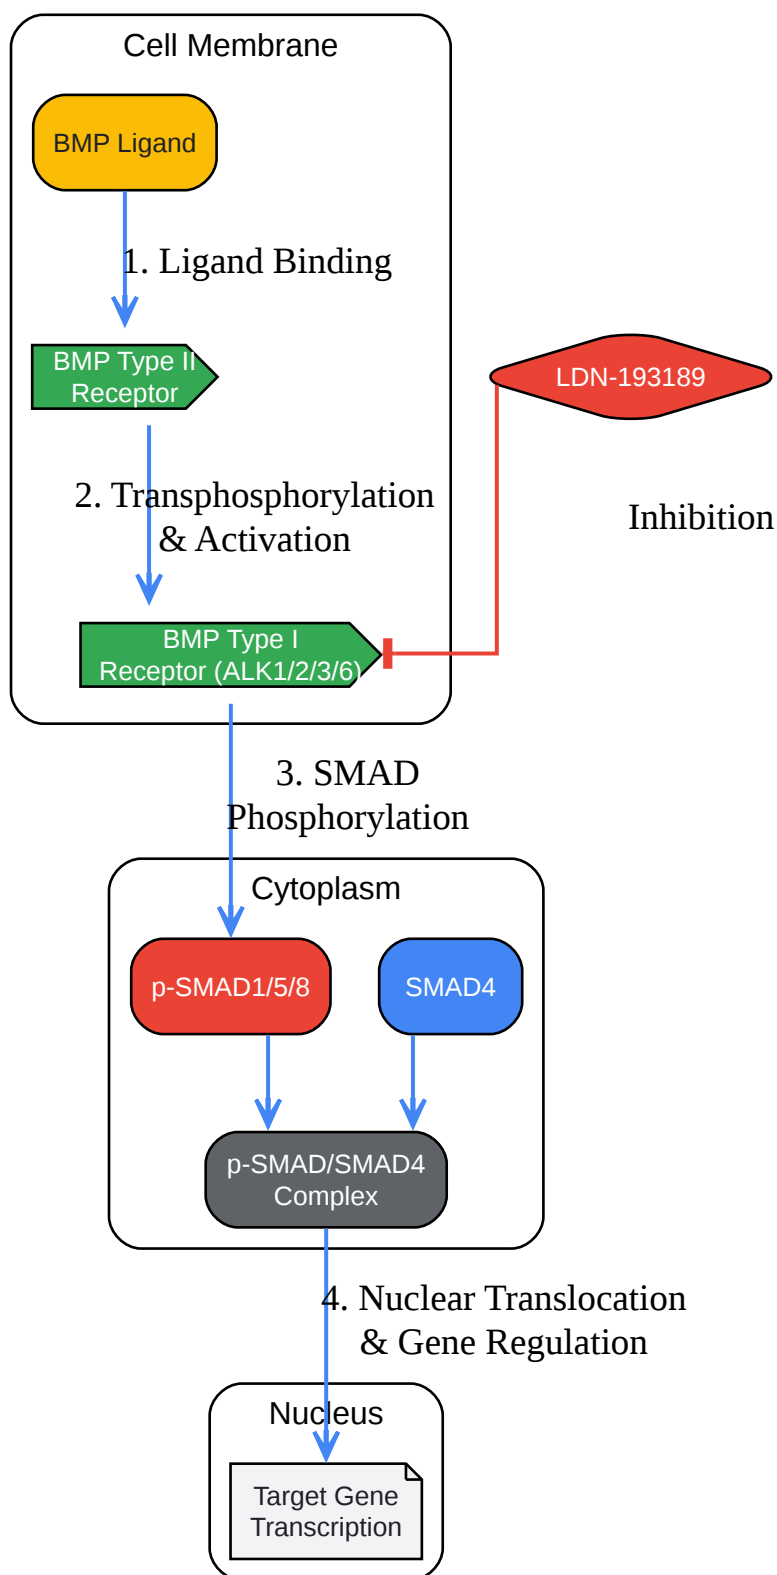 Cell Membrane
BMP Ligand
1. Ligand Binding
BMP Type II
Receptor
LDN-193189
2. Transphosphorylation
& Activation
Inhibition
BMP Type I
Receptor (ALK1/2/3/6)
3. SMAD
Phosphorylation
Cytoplasm
p-SMAD1/5/8
SMAD4
p-SMAD/SMAD4
Complex
4. Nuclear Translocation
& Gene Regulation
Nucleus
Target Gene
Transcription